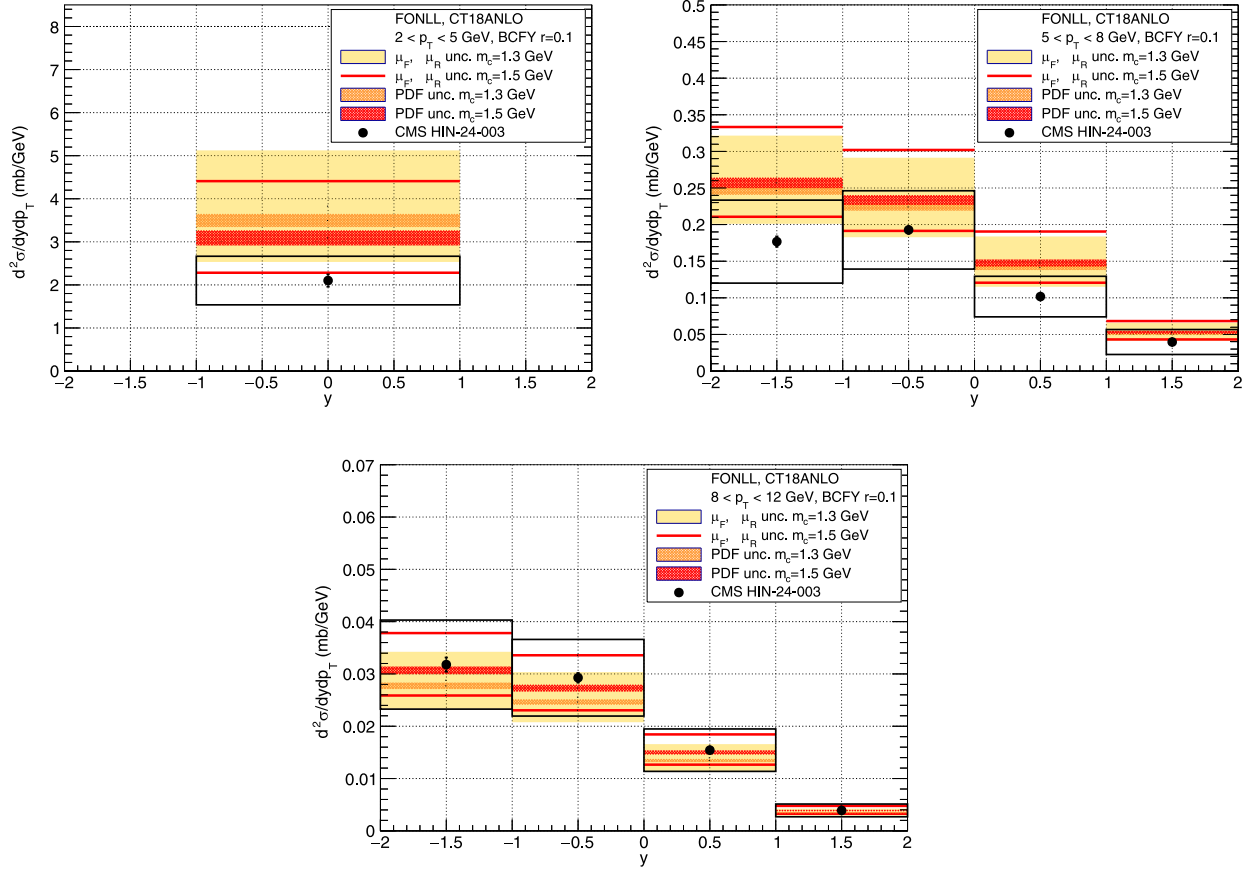 FONLL, CT18ANLO
2 < p_T < 5 GeV, BCFY r=0.1
μ_F, μ_R unc. m_c=1.3 GeV
μ_F, μ_R unc. m_c=1.5 GeV
PDF unc. m_c=1.3 GeV
PDF unc. m_c=1.5 GeV
CMS HIN-24-003
d²σ/dydp_T (mb/GeV)
8
7
6
5
4
3
2
1
0
−2 −1.5 −1 −0.5 0 0.5 1 1.5 2
y
FONLL, CT18ANLO
5 < p_T < 8 GeV, BCFY r=0.1
μ_F, μ_R unc. m_c=1.3 GeV
μ_F, μ_R unc. m_c=1.5 GeV
PDF unc. m_c=1.3 GeV
PDF unc. m_c=1.5 GeV
CMS HIN-24-003
d²σ/dydp_T (mb/GeV)
0.5
0.45
0.4
0.35
0.3
0.25
0.2
0.15
0.1
0.05
0
−2 −1.5 −1 −0.5 0 0.5 1 1.5 2
y
FONLL, CT18ANLO
8 < p_T < 12 GeV, BCFY r=0.1
μ_F, μ_R unc. m_c=1.3 GeV
μ_F, μ_R unc. m_c=1.5 GeV
PDF unc. m_c=1.3 GeV
PDF unc. m_c=1.5 GeV
CMS HIN-24-003
d²σ/dydp_T (mb/GeV)
0.07
0.06
0.05
0.04
0.03
0.02
0.01
0
−2 −1.5 −1 −0.5 0 0.5 1 1.5 2
y